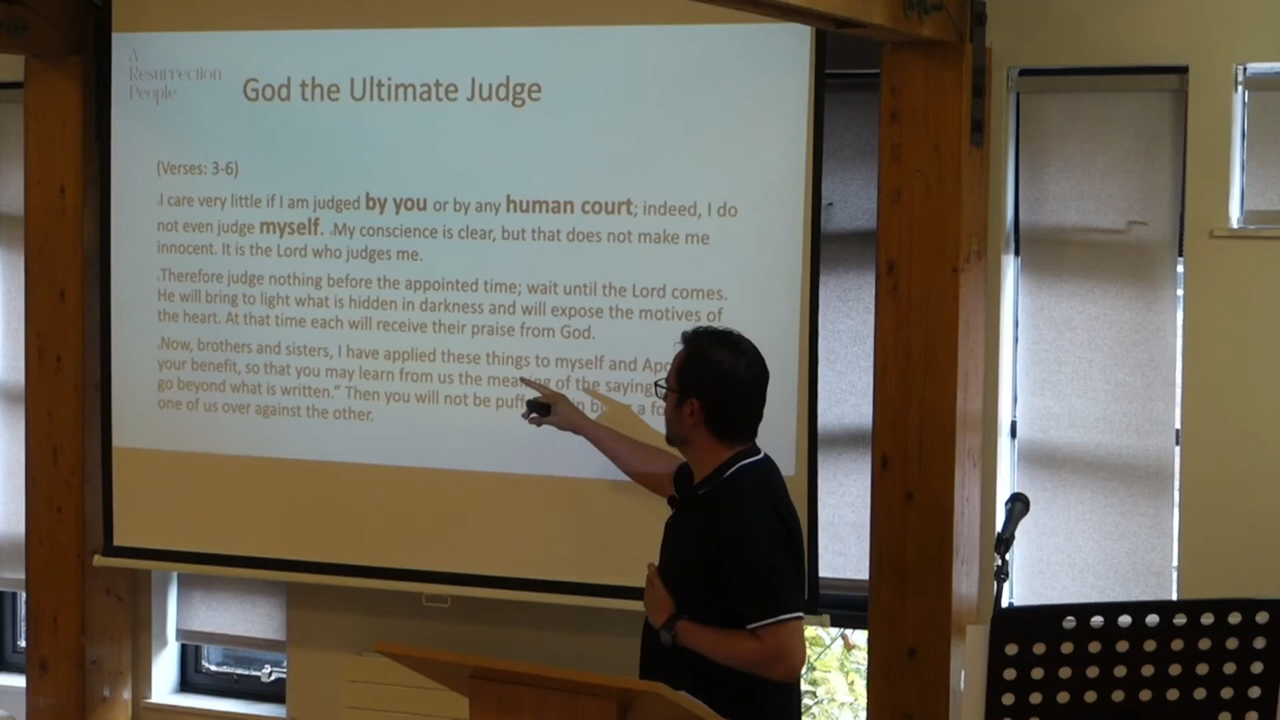 A
Resurrection
People
God the Ultimate Judge
(Verses: 3-6)
.I care very little if I am judged by you or by any human court; indeed, I do
not even judge myself. .My conscience is clear, but that does not make me
innocent. It is the Lord who judges me.
.Therefore judge nothing before the appointed time; wait until the Lord comes.
He will bring to light what is hidden in darkness and will expose the motives of
the heart. At that time each will receive their praise from God.
.Now, brothers and sisters, I have applied these things to myself and
your benefit, so that you may learn from us the meaning of the saying
go beyond what is written.” Then you will not be in a
one of us over against the other.